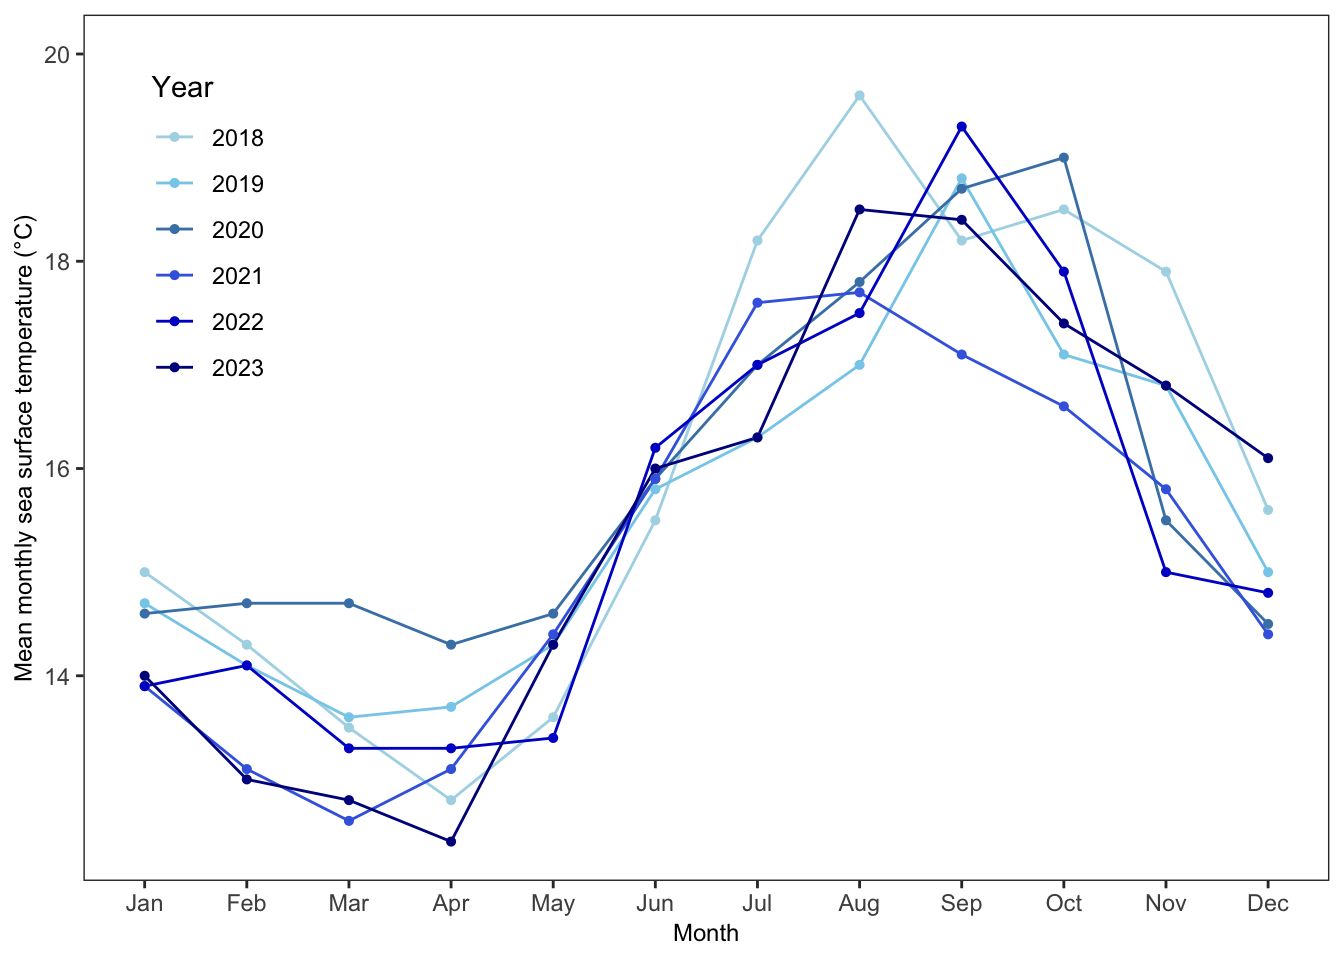 Year
2018
2019
2020
2021
2022
2023
Mean monthly sea surface temperature (°C)
20
18
16
14
Jan Feb Mar Apr May Jun Jul Aug Sep Oct Nov Dec
Month